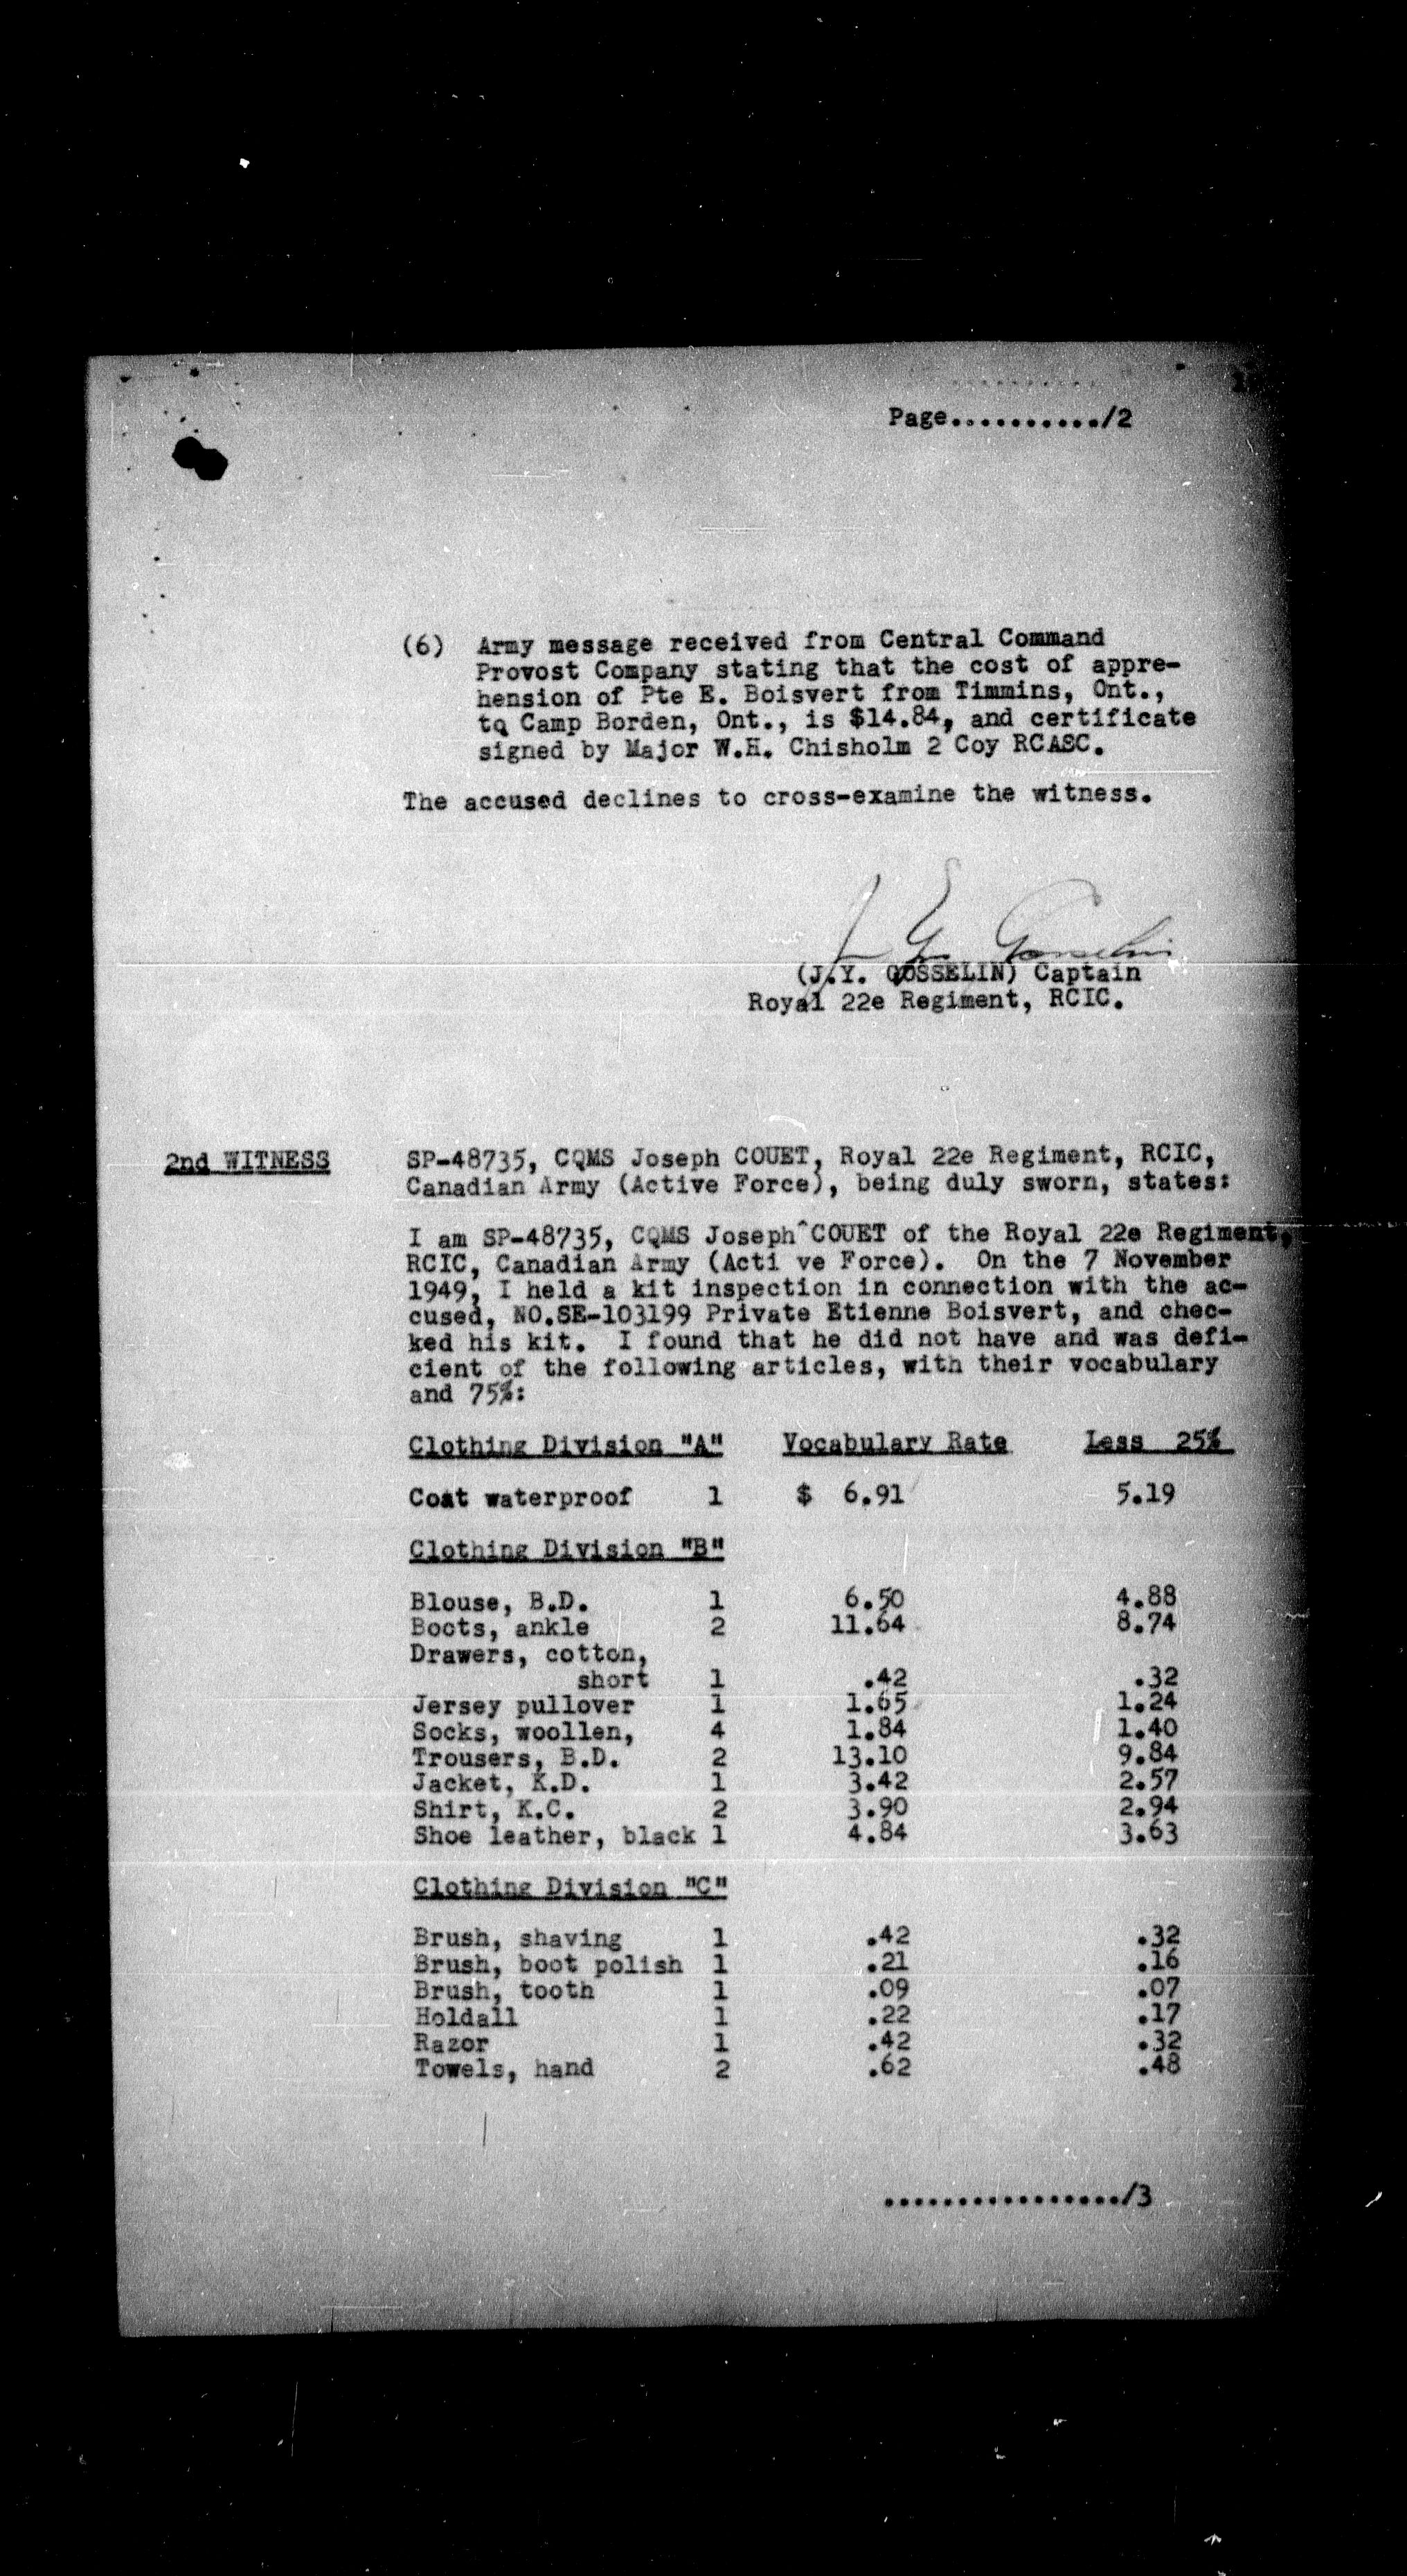 Page........../2
(6) Army message received from Central Command
Provost Company stating that the cost of appre-
hension of Pte E. Boisvert from Timmins, Ont.,
to Camp Borden, Ont., is $14.84, and certificate
signed by Major W.H. Chisholm 2 Coy RCASC.
The accused declines to cross-examine the witness.
J Y Gosselin
(J.Y. GOSSELIN) Captain
Royal 22e Regiment, RCIC.
2nd WITNESS SP-48735, CQMS Joseph COUET, Royal 22e Regiment, RCIC,
Canadian Army (Active Force), being duly sworn, states:
I am SP-48735, CQMS Joseph COUET of the Royal 22e Regiment,
RCIC, Canadian Army (Acti ve Force). On the 7 November
1949, I held a kit inspection in connection with the ac-
cused, NO.SE-103199 Private Etienne Boisvert, and chec-
ked his kit. I found that he did not have and was defi-
cient of the following articles, with their vocabulary
and 75%:
Clothing Division "A" Vocabulary Rate Less 25%
Coat waterproof 1 $ 6.91 5.19
Clothing Division "B"
Blouse, B.D. 1 6.50 4.88
Boots, ankle 2 11.64 8.74
Drawers, cotton,
short 1 .42 .32
Jersey pullover 1 1.65 1.24
Socks, woollen, 4 1.84 1.40
Trousers, B.D. 2 13.10 9.84
Jacket, K.D. 1 3.42 2.57
Shirt, K.C. 2 3.90 2.94
Shoe leather, black 1 4.84 3.63
Clothing Division "C"
Brush, shaving 1 .42 .32
Brush, boot polish 1 .21 .16
Brush, tooth 1 .09 .07
Holdall 1 .22 .17
Razor 1 .42 .32
Towels, hand 2 .62 .48
................/3